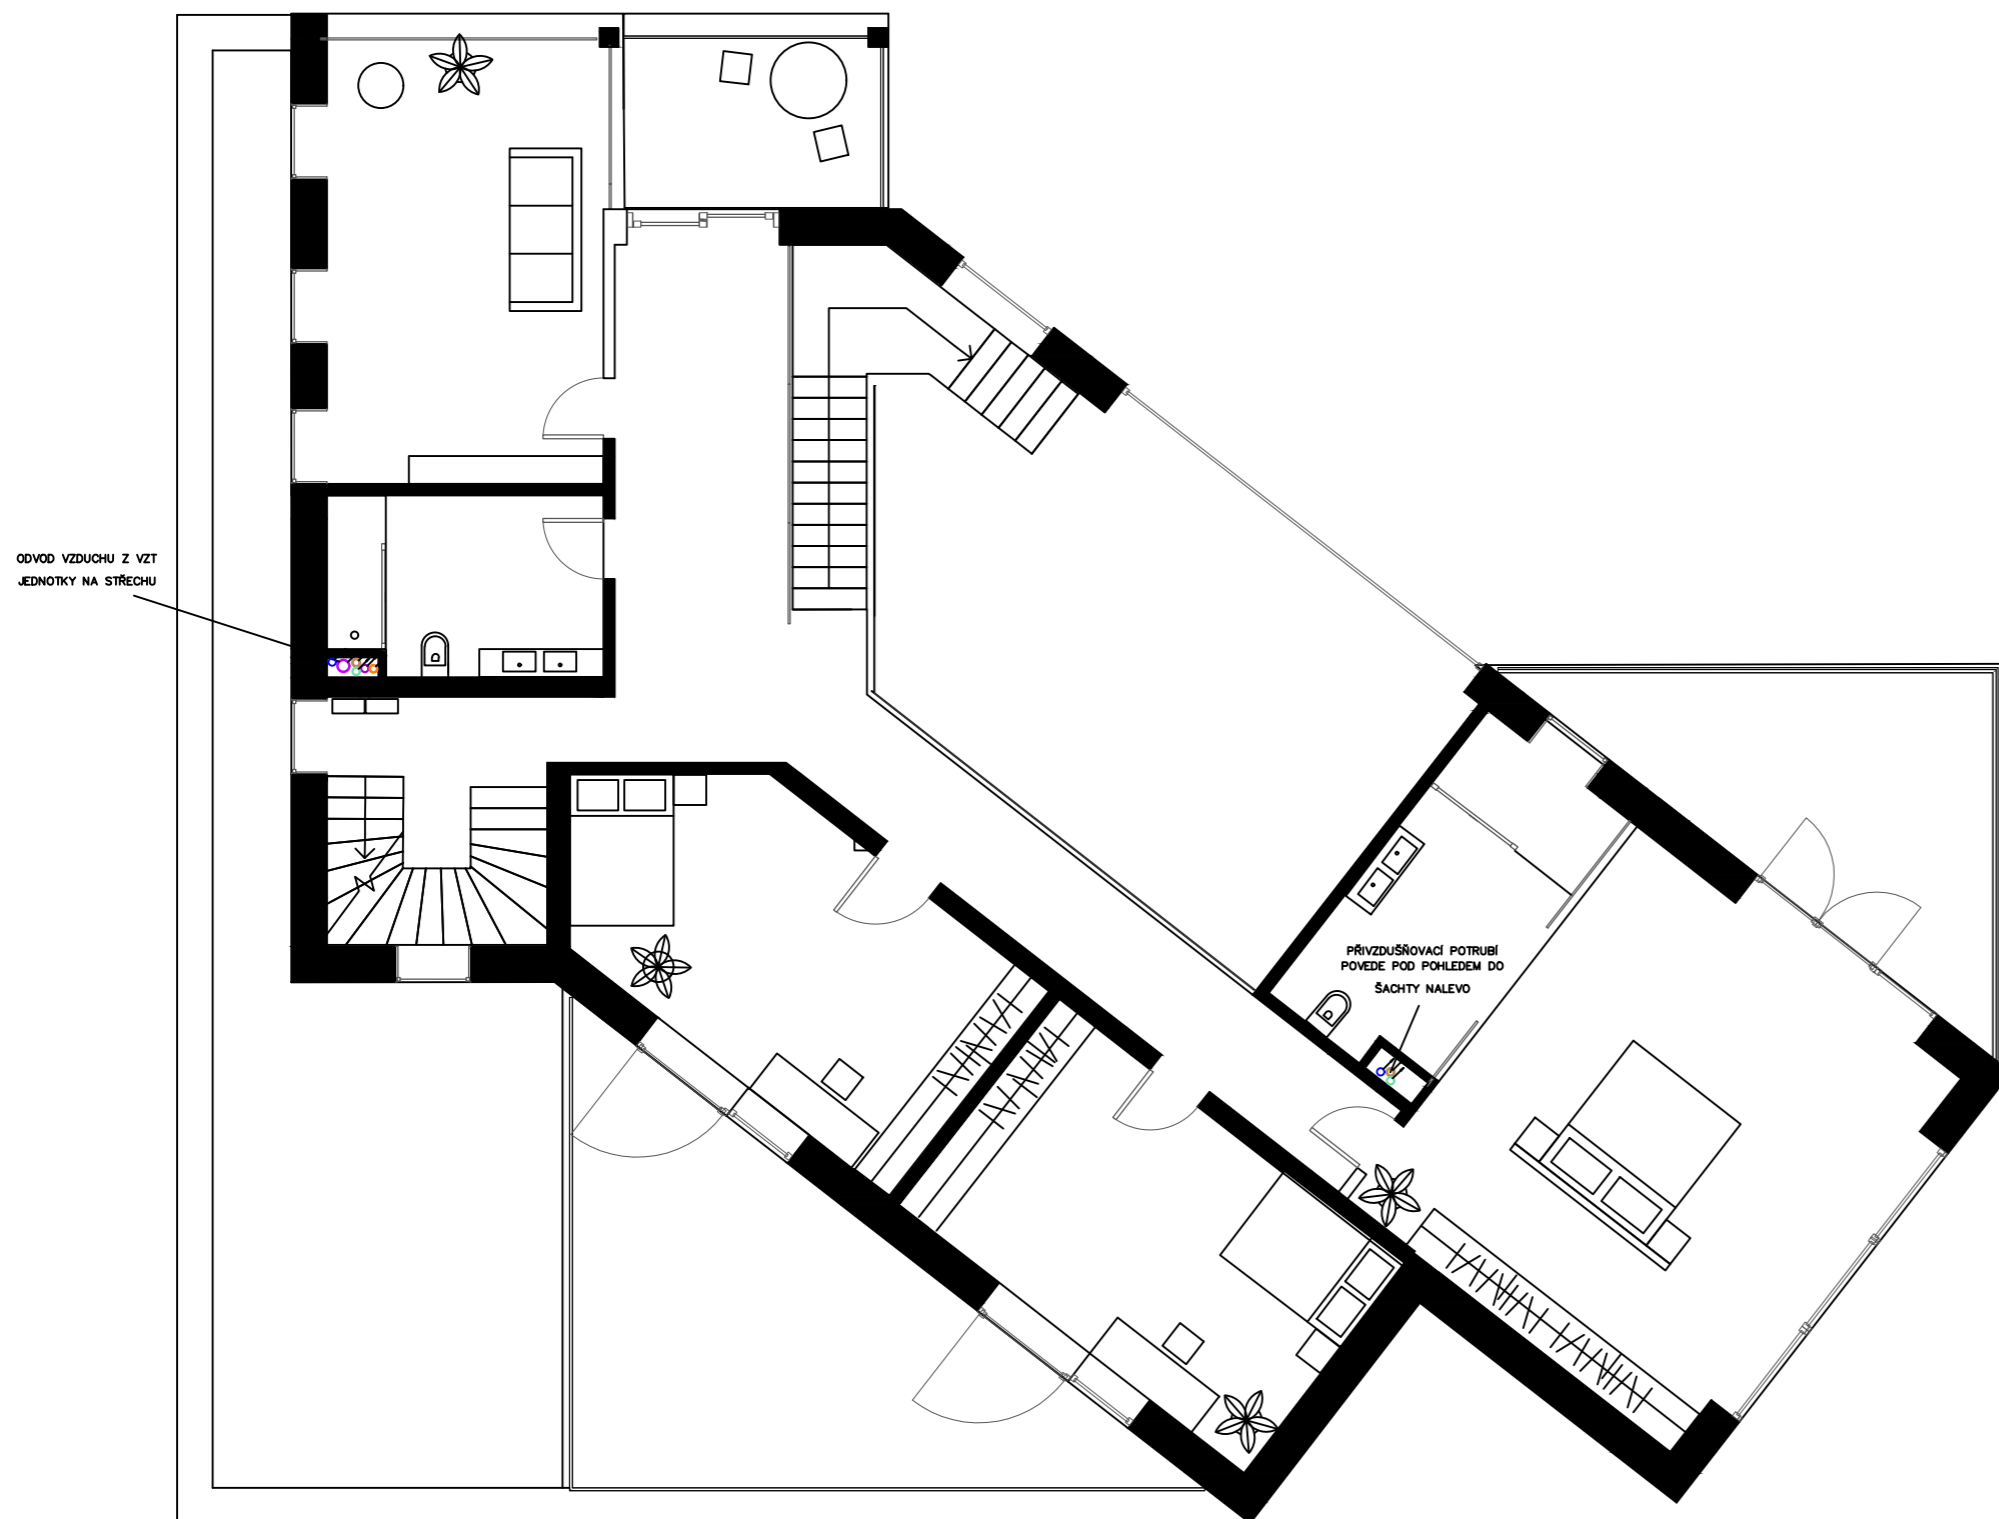 ODVOD VZDUCHU Z VZT
JEDNOTKY NA STŘECHU
PŘIVZDUŠŇOVACÍ POTRUBÍ
POVEDE POD POHLEDEM DO
ŠACHTY NALEVO